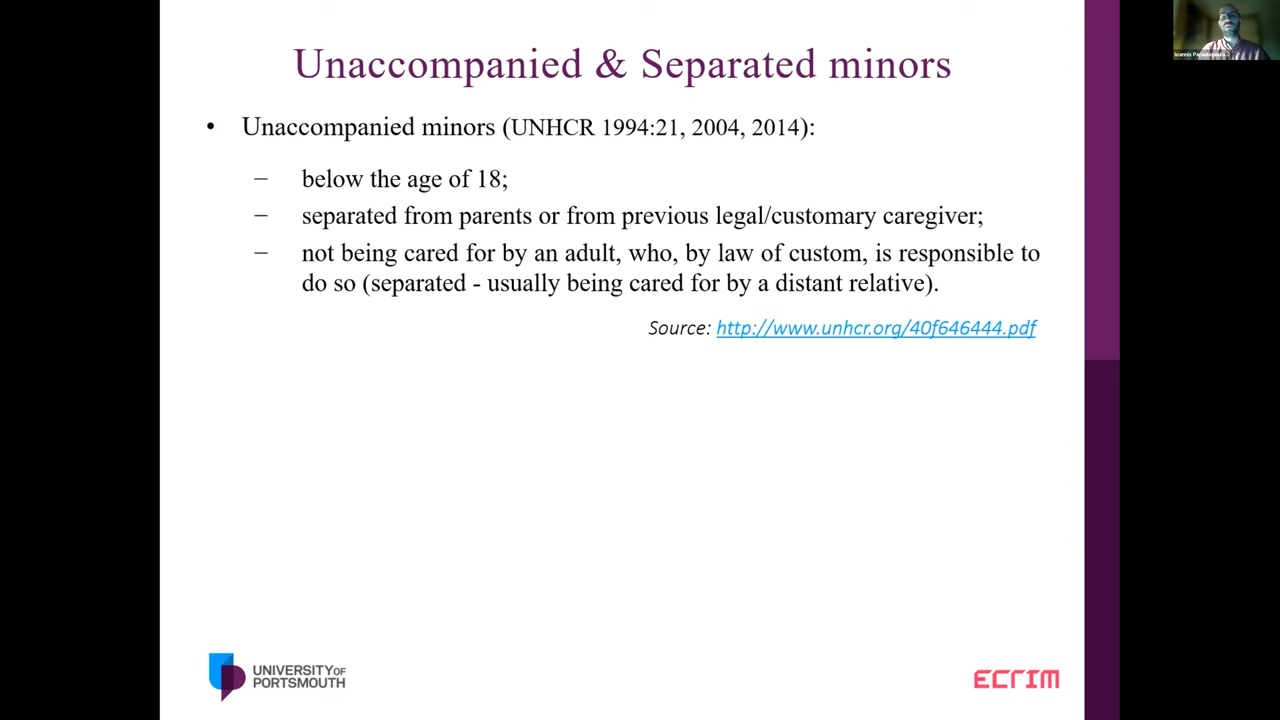 Unaccompanied & Separated minors
• Unaccompanied minors (UNHCR 1994:21, 2004, 2014):
– below the age of 18;
– separated from parents or from previous legal/customary caregiver;
– not being cared for by an adult, who, by law of custom, is responsible to
do so (separated - usually being cared for by a distant relative).
Source: http://www.unhcr.org/40f646444.pdf
UNIVERSITY OF
PORTSMOUTH
ECRIM
Ioannis